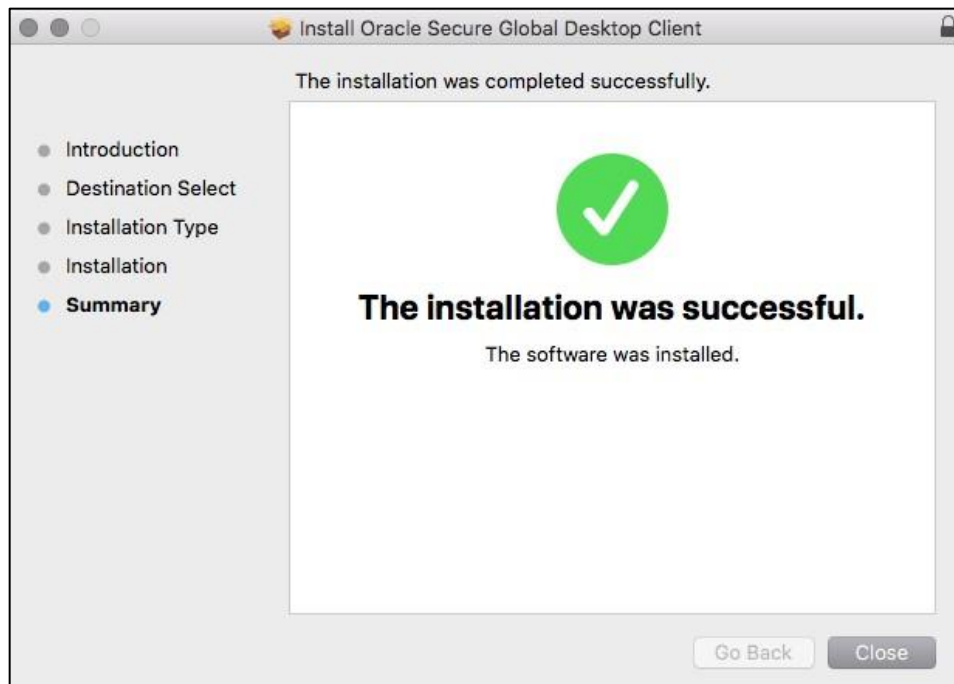 Install Oracle Secure Global Desktop Client
The installation was completed successfully.
Introduction
Destination Select
Installation Type
Installation
Summary
The installation was successful.
The software was installed.
Go Back
Close